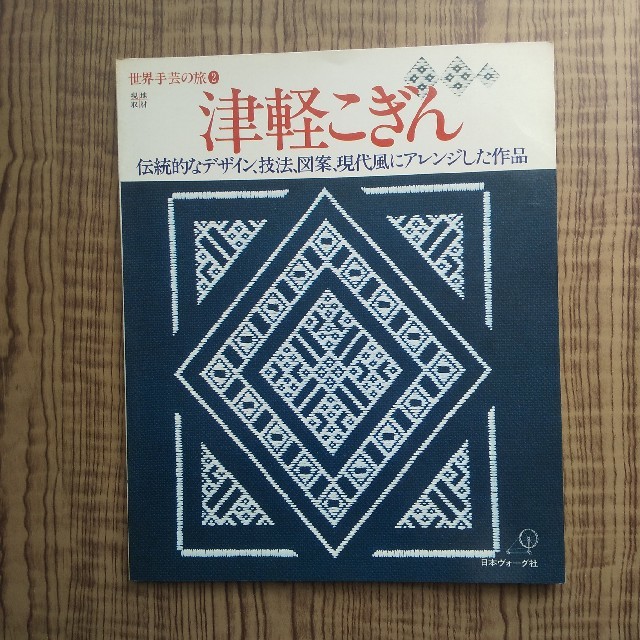 世界手芸の旅❷
現地
取材
津軽こぎん
伝統的なデザイン、技法、図案、現代風にアレンジした作品
日本ヴォーグ社